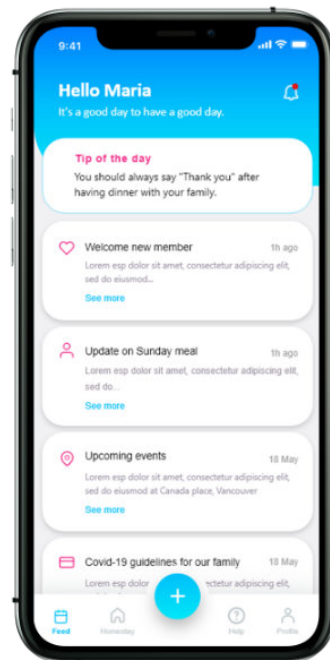 9:41
Hello Maria
It's a good day to have a good day.
Tip of the day
You should always say "Thank you" after
having dinner with your family.
Welcome new member 1h ago
Lorem esp dolor sit amet, consectetur adipiscing elit,
sed do eiusmod...
See more
Update on Sunday meal 1h ago
Lorem esp dolor sit amet, consectetur adipiscing elit,
sed do...
See more
Upcoming events 18 May
Lorem esp dolor sit amet, consectetur adipiscing elit,
sed do eiusmod at Canada place, Vancouver
See more
Covid-19 guidelines for our family 18 May
Lorem esp dolor adipiscing elit,
sed do eiusmod
Feed Homeday Help Profile